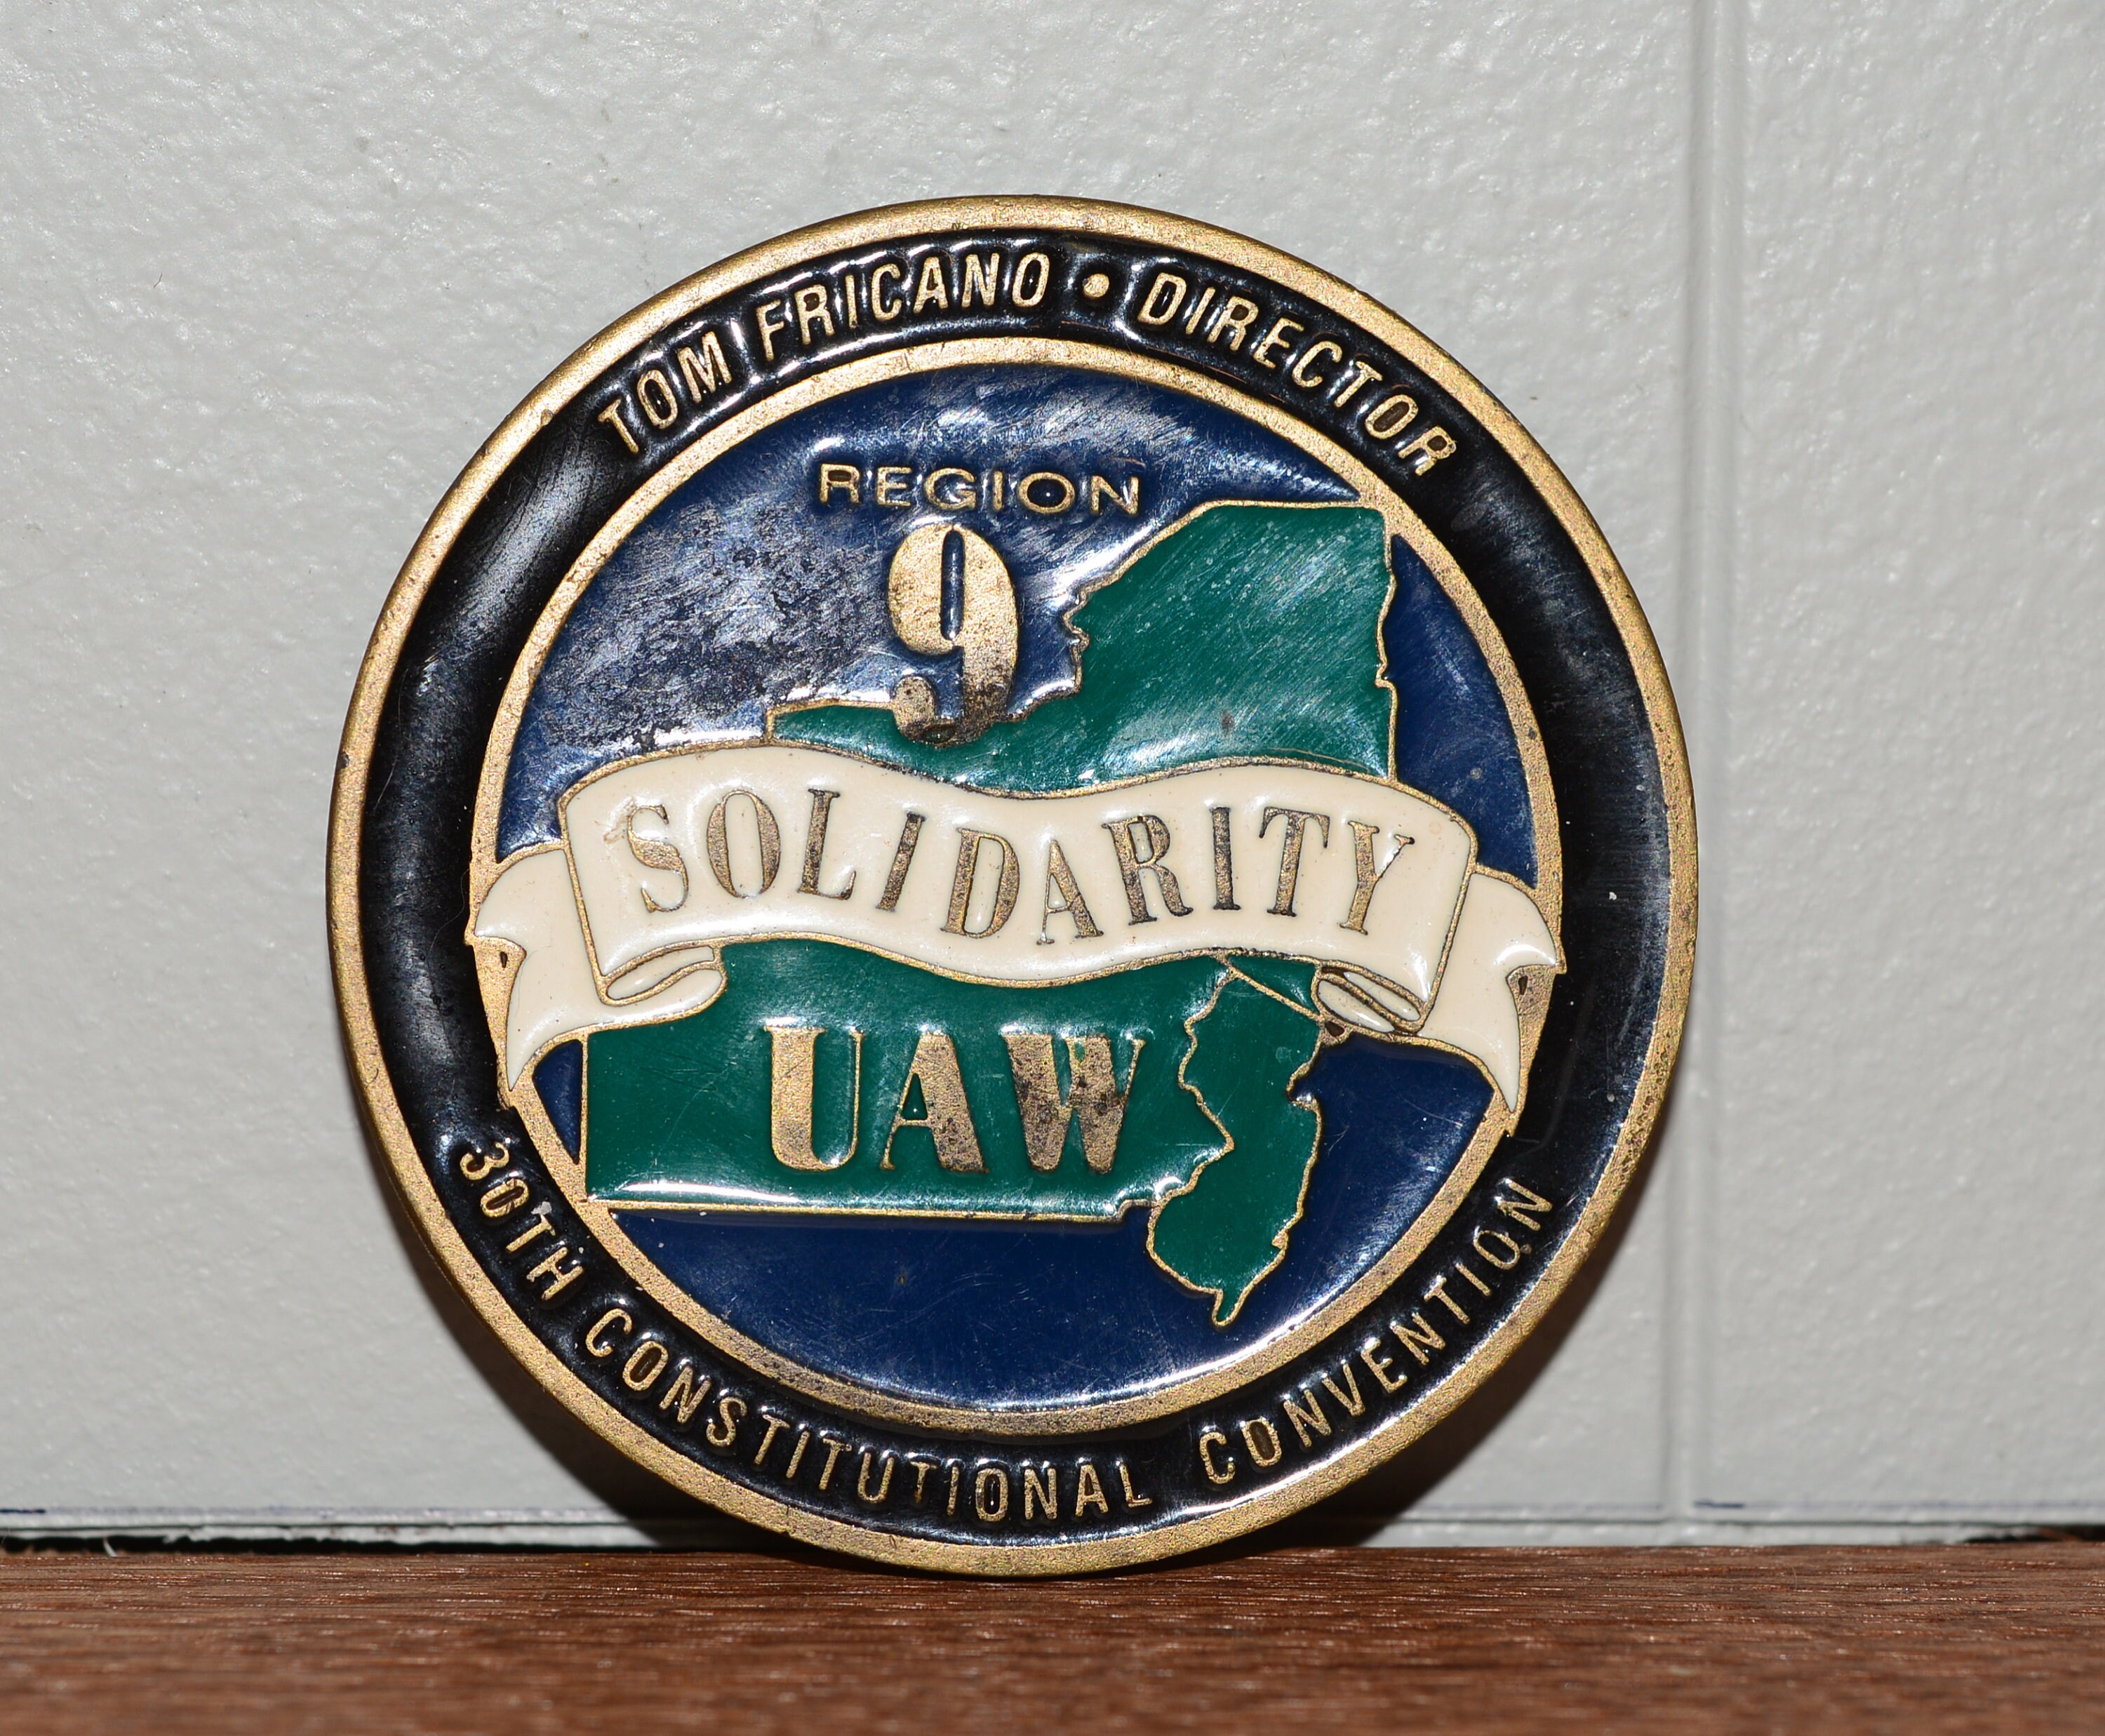 TOM FRICANO • DIRECTOR
REGION
9
SOLIDARITY
UAW
30TH CONSTITUTIONAL CONVENTION